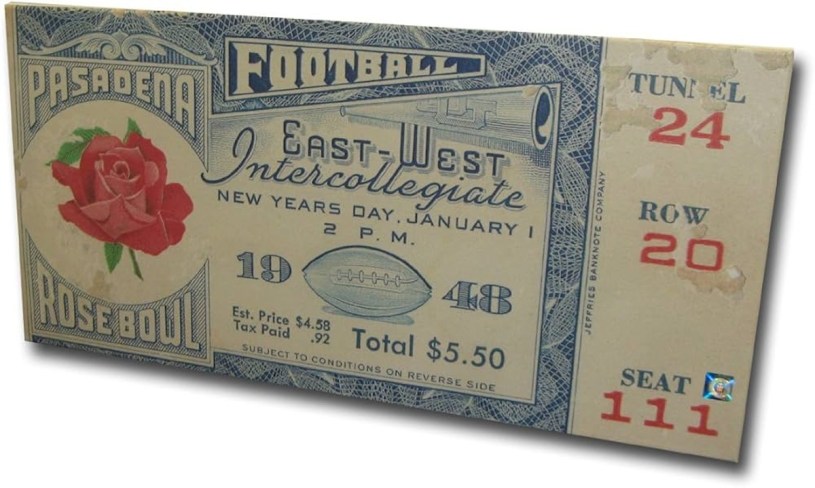 PASADENA
ROSE BOWL
FOOTBALL
EAST-WEST
Intercollegiate
NEW YEARS DAY, JANUARY 1
2 P. M.
19 48
Est. Price $4.58
Tax Paid .92
Total $5.50
SUBJECT TO CONDITIONS ON REVERSE SIDE
JEFFRIES BANKNOTE COMPANY
TUNNEL
24
ROW
20
SEAT
111